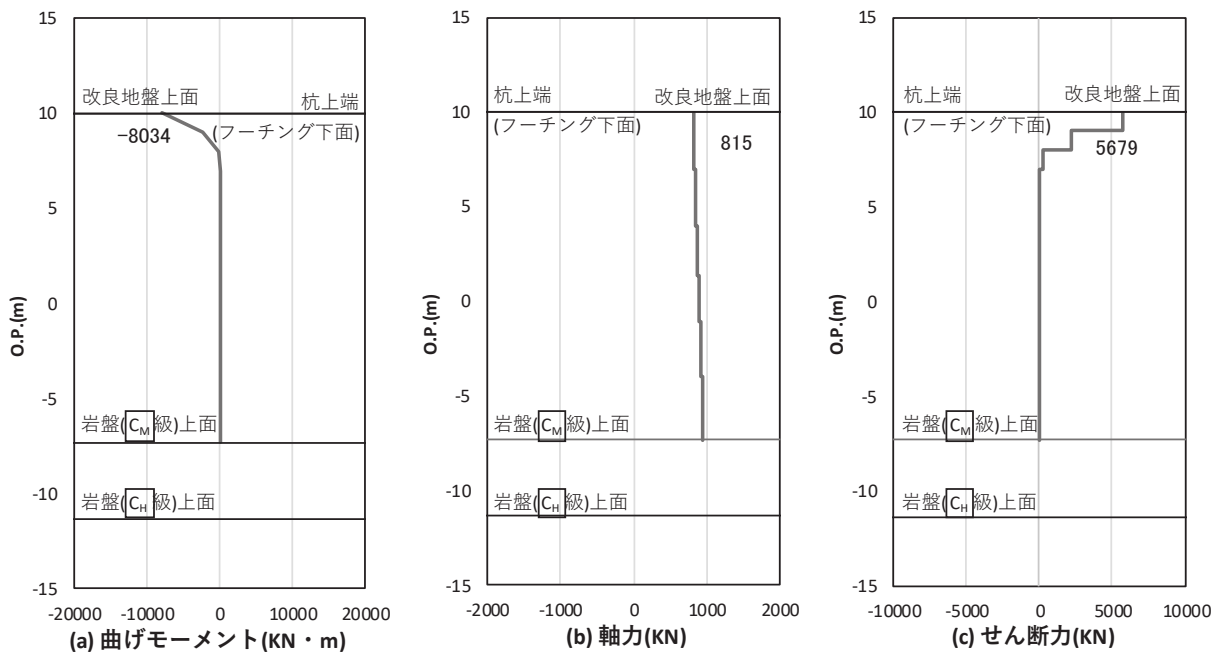 15
改良地盤上面
杭上端
10
-8034
(フーチング下面)
5
0
O.P.(m)
-5
岩盤(CM級)上面
-10
岩盤(CH級)上面
-15
-20000 -10000 0 10000 20000
(a) 曲げモーメント(KN・m)
15
杭上端
改良地盤上面
10
(フーチング下面)
815
5
0
O.P.(m)
-5
岩盤(CM級)上面
-10
岩盤(CH級)上面
-15
-2000 -1000 0 1000 2000
(b) 軸力(KN)
15
杭上端
改良地盤上面
10
(フーチング下面)
5679
5
0
O.P.(m)
-5
岩盤(CM級)上面
-10
岩盤(CH級)上面
-15
-10000 -5000 0 5000 10000
(c) せん断力(KN)